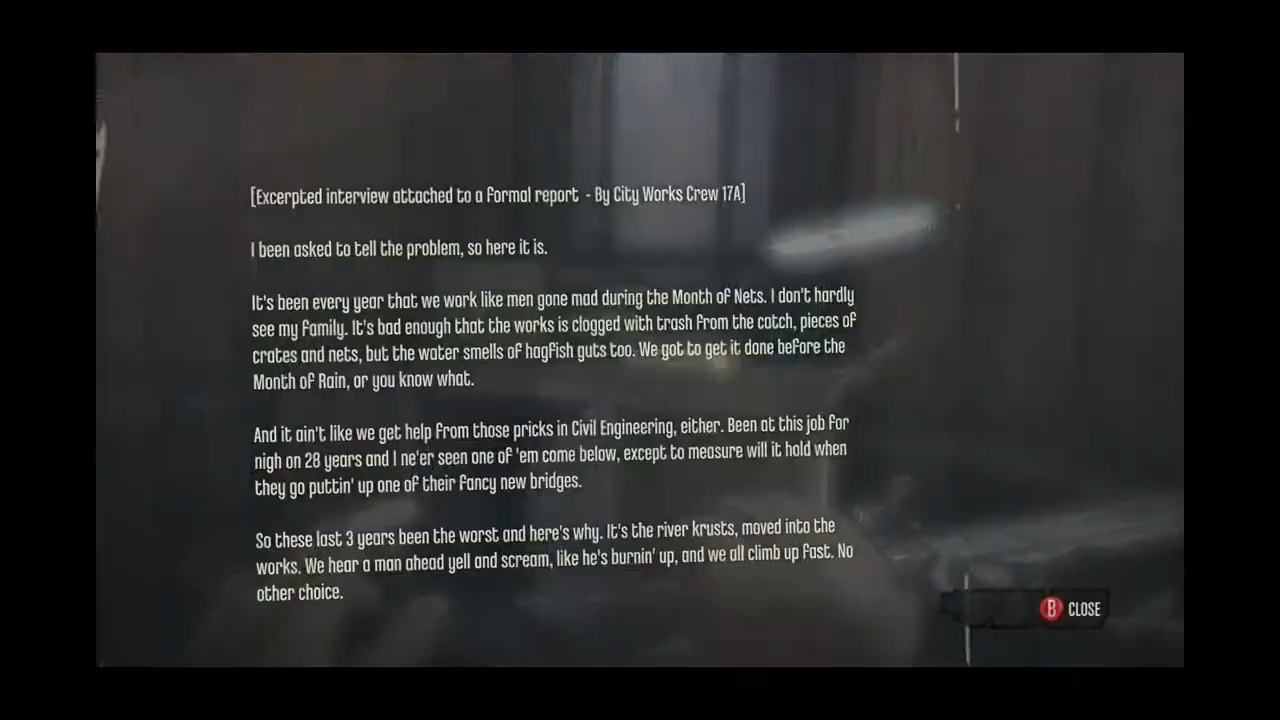 [Excerpted interview attached to a formal report - By City Works Crew 17A]
I been asked to tell the problem, so here it is.
It's been every year that we work like men gone mad during the Month of Nets. I don't hardly
see my family. It's bad enough that the works is clogged with trash from the catch, pieces of
crates and nets, but the water smells of hagfish guts too. We got to get it done before the
Month of Rain, or you know what.
And it ain't like we get help from those pricks in Civil Engineering, either. Been at this job for
nigh on 28 years and I ne'er seen one of 'em come below, except to measure will it hold when
they go puttin' up one of their fancy new bridges.
So these last 3 years been the worst and here's why. It's the river krusts, moved into the
works. We hear a man ahead yell and scream, like he's burnin' up, and we all climb up fast. No
other choice.
B CLOSE